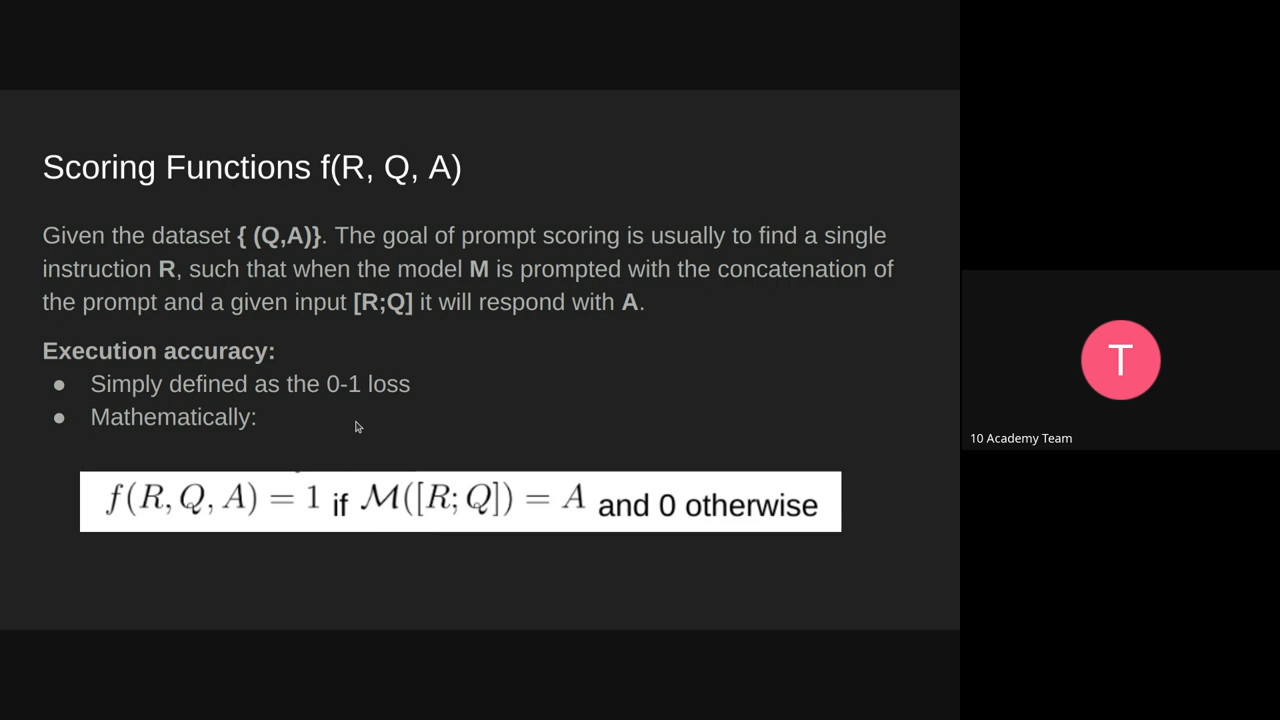 Scoring Functions f(R, Q, A)
Given the dataset { (Q,A)}. The goal of prompt scoring is usually to find a single
instruction R, such that when the model M is prompted with the concatenation of
the prompt and a given input [R;Q] it will respond with A.
Execution accuracy:
● Simply defined as the 0-1 loss
● Mathematically:
f(R, Q, A) = 1 if M([R; Q]) = A and 0 otherwise
T
10 Academy Team